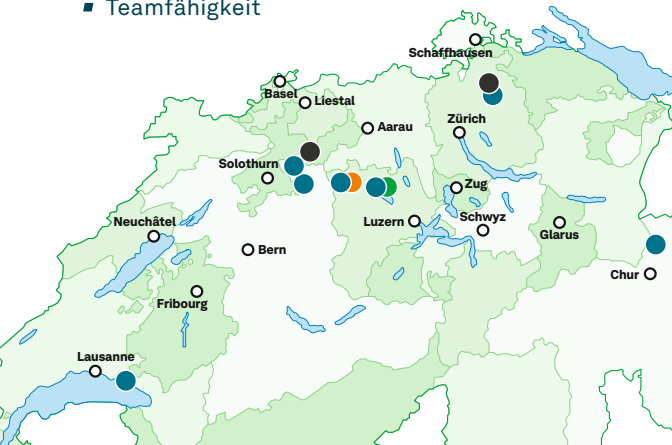 ▪ Teamfähigkeit
Schaffhausen
Basel
Liestal
Aarau
Zürich
Solothurn
Zug
Neuchâtel
Luzern
Schwyz
Glarus
Bern
Chur
Fribourg
Lausanne